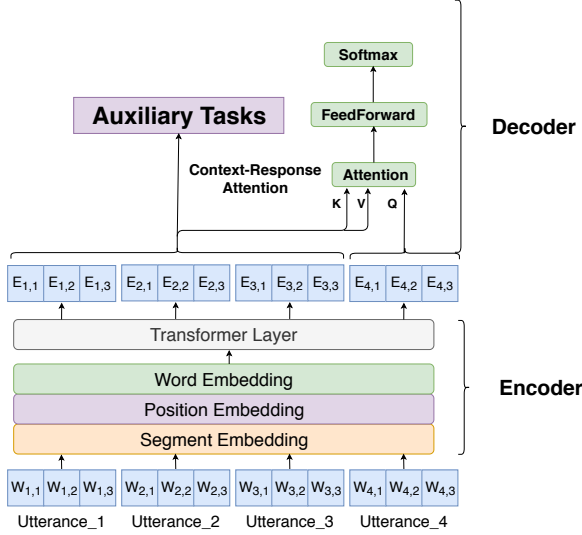 Softmax
Auxiliary Tasks
FeedForward
Decoder
Context-Response
Attention
Attention
K V Q
E1,1 E1,2 E1,3 E2,1 E2,2 E2,3 E3,1 E3,2 E3,3 E4,1 E4,2 E4,3
Transformer Layer
Word Embedding
Encoder
Position Embedding
Segment Embedding
W1,1 W1,2 W1,3 W2,1 W2,2 W2,3 W3,1 W3,2 W3,3 W4,1 W4,2 W4,3
Utterance_1 Utterance_2 Utterance_3 Utterance_4